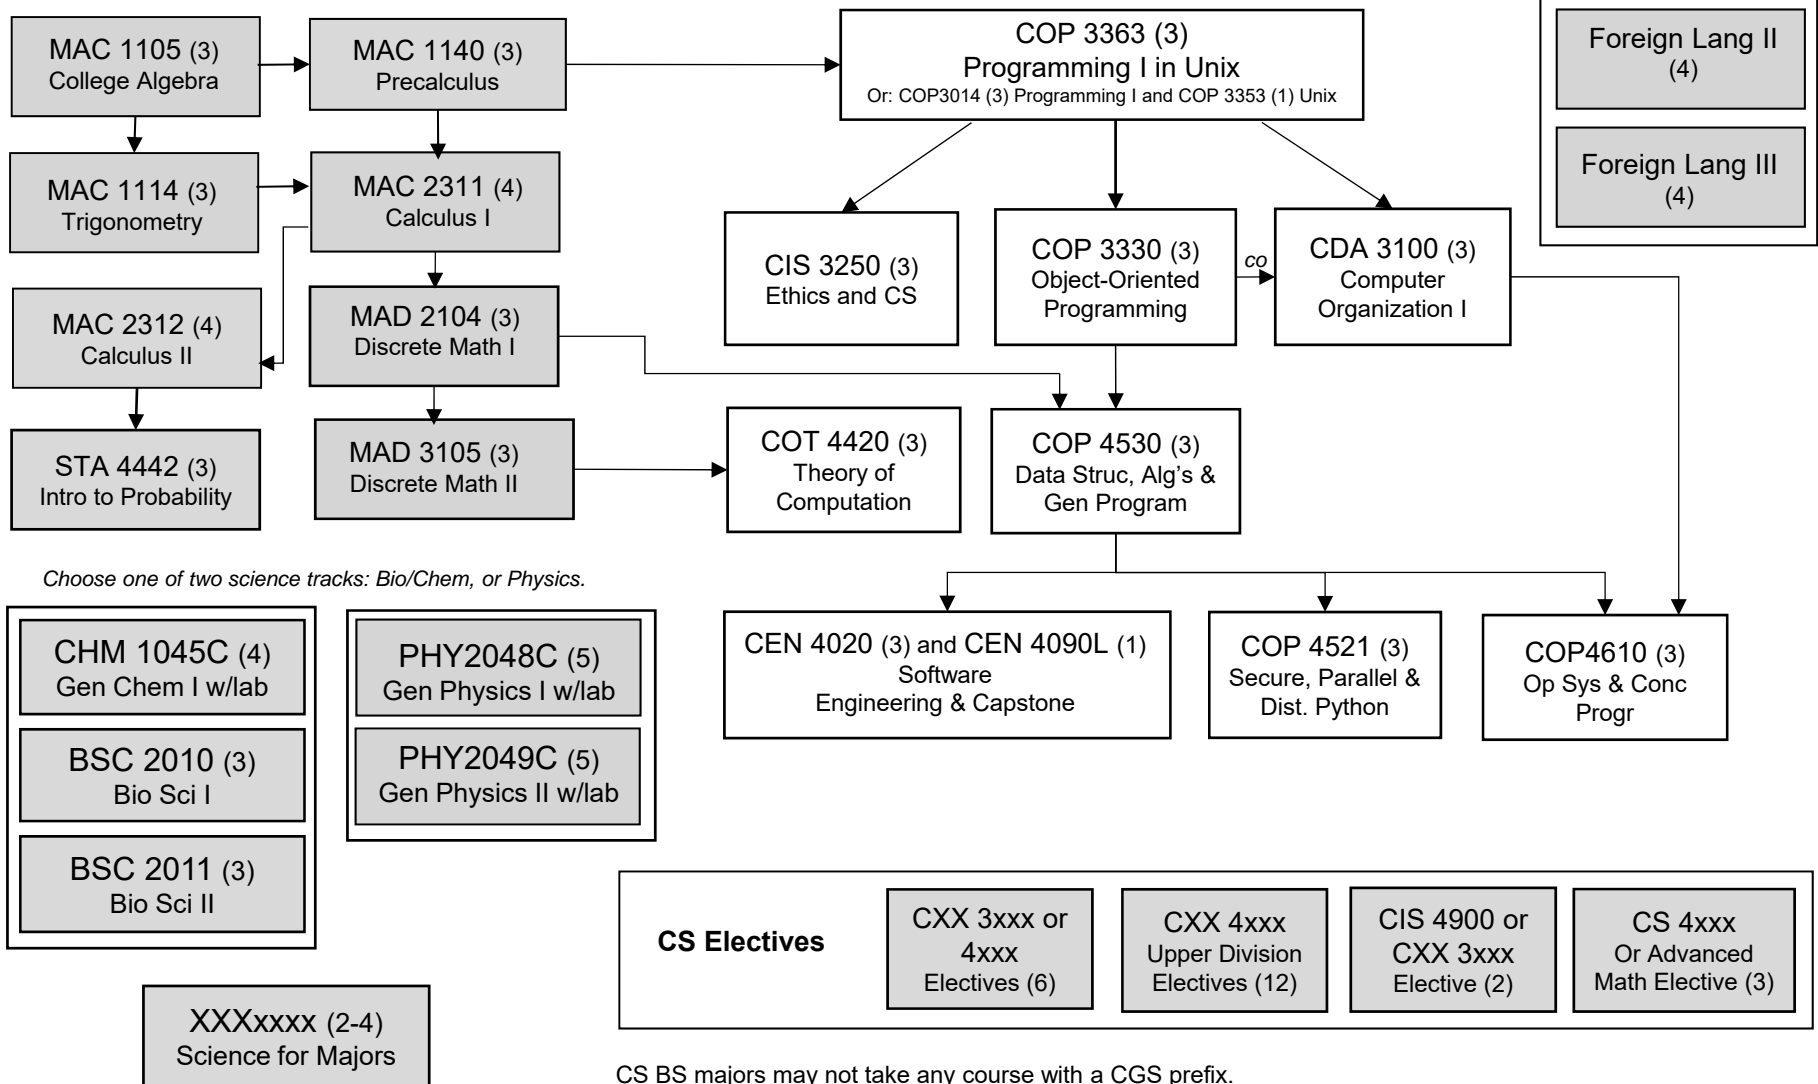 MAC 1105 (3)
College Algebra
MAC 1140 (3)
Precalculus
COP 3363 (3)
Programming I in Unix
Or: COP3014 (3) Programming I and COP 3353 (1) Unix
Foreign Lang II
(4)
Foreign Lang III
(4)
MAC 1114 (3)
Trigonometry
MAC 2311 (4)
Calculus I
CIS 3250 (3)
Ethics and CS
COP 3330 (3)
Object-Oriented
Programming
co
CDA 3100 (3)
Computer
Organization I
MAC 2312 (4)
Calculus II
MAD 2104 (3)
Discrete Math I
STA 4442 (3)
Intro to Probability
MAD 3105 (3)
Discrete Math II
COT 4420 (3)
Theory of
Computation
COP 4530 (3)
Data Struc, Alg’s &
Gen Program
Choose one of two science tracks: Bio/Chem, or Physics.
CHM 1045C (4)
Gen Chem I w/lab
BSC 2010 (3)
Bio Sci I
BSC 2011 (3)
Bio Sci II
PHY2048C (5)
Gen Physics I w/lab
PHY2049C (5)
Gen Physics II w/lab
CEN 4020 (3) and CEN 4090L (1)
Software
Engineering & Capstone
COP 4521 (3)
Secure, Parallel &
Dist. Python
COP4610 (3)
Op Sys & Conc
Progr
CS Electives
CXX 3xxx or
4xxx
Electives (6)
CXX 4xxx
Upper Division
Electives (12)
CIS 4900 or
CXX 3xxx
Elective (2)
CS 4xxx
Or Advanced
Math Elective (3)
XXXxxxx (2-4)
Science for Majors
CS BS majors may not take any course with a CGS prefix.